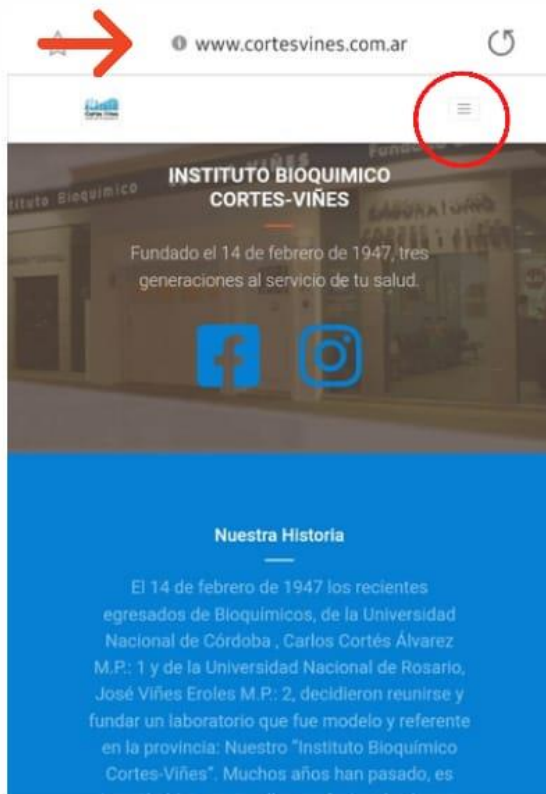 www.cortesvines.com.ar
Cortes Viñes
Instituto Bioquímico
INSTITUTO BIOQUIMICO
CORTES-VIÑES
Fundado el 14 de febrero de 1947, tres
generaciones al servicio de tu salud.
Nuestra Historia
El 14 de febrero de 1947 los recientes
egresados de Bioquímicos, de la Universidad
Nacional de Córdoba , Carlos Cortés Álvarez
M.P.: 1 y de la Universidad Nacional de Rosario,
José Viñes Eroles M.P.: 2, decidieron reunirse y
fundar un laboratorio que fue modelo y referente
en la provincia: Nuestro "Instituto Bioquímico
Cortes-Viñes". Muchos años han pasado, es